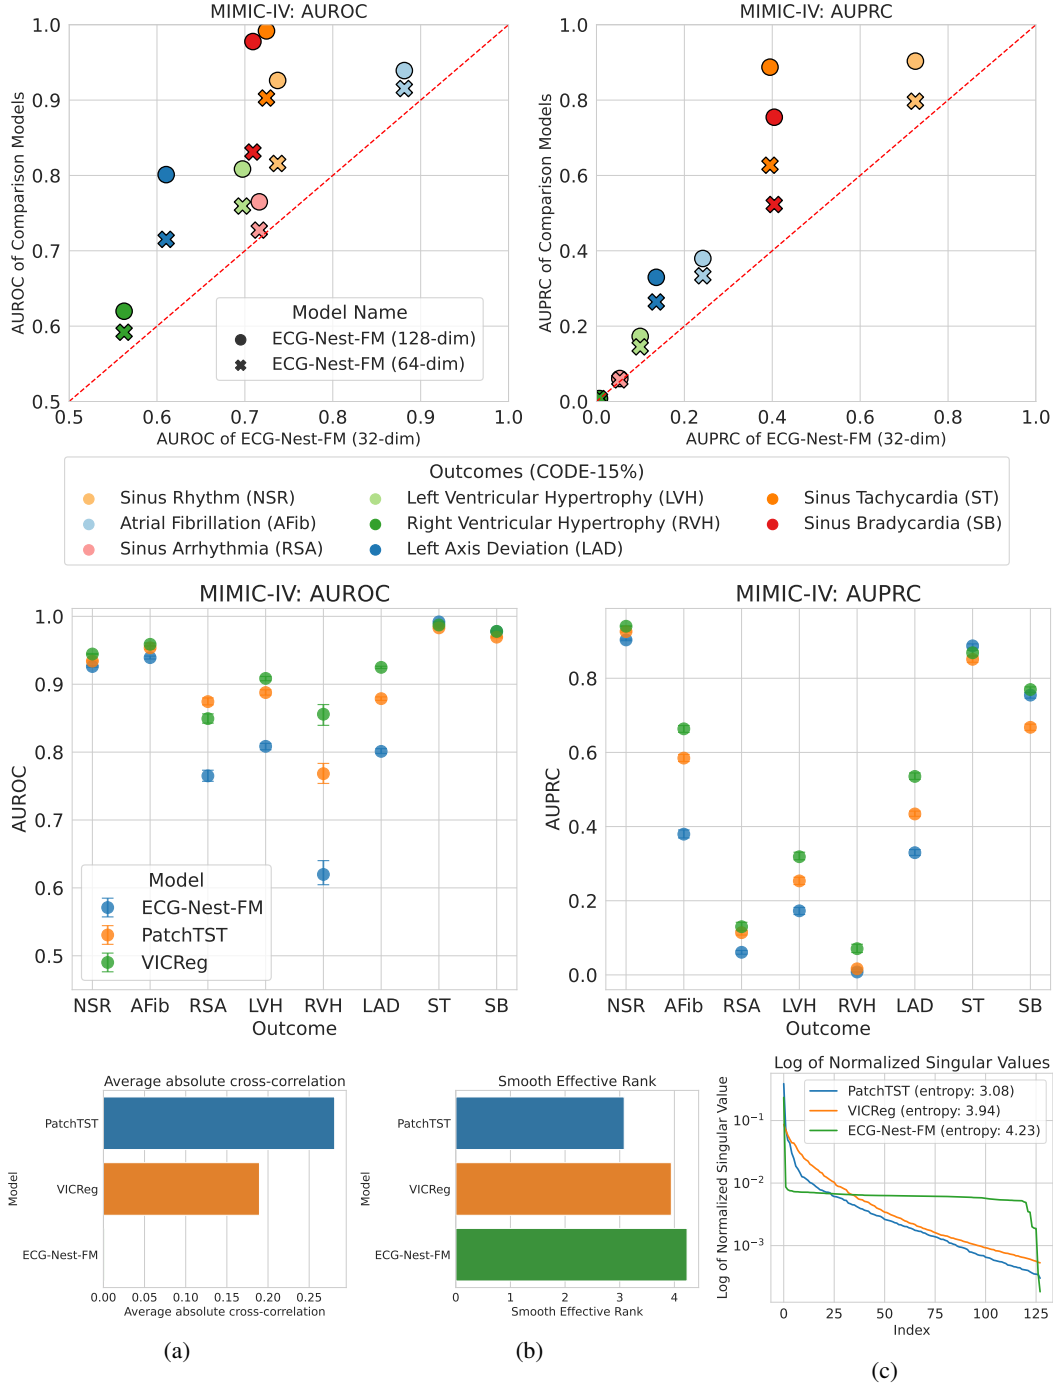 MIMIC-IV: AUROC
1.0
0.9
0.8
0.7
0.6
0.5
AUROC of Comparison Models
Model Name
ECG-Nest-FM (128-dim)
ECG-Nest-FM (64-dim)
0.5 0.6 0.7 0.8 0.9 1.0
AUROC of ECG-Nest-FM (32-dim)
MIMIC-IV: AUPRC
1.0
0.8
0.6
0.4
0.2
0.0
AUPRC of Comparison Models
0.0 0.2 0.4 0.6 0.8 1.0
AUPRC of ECG-Nest-FM (32-dim)
Outcomes (CODE-15%)
Sinus Rhythm (NSR)
Atrial Fibrillation (AFib)
Sinus Arrhythmia (RSA)
Left Ventricular Hypertrophy (LVH)
Right Ventricular Hypertrophy (RVH)
Left Axis Deviation (LAD)
Sinus Tachycardia (ST)
Sinus Bradycardia (SB)
MIMIC-IV: AUROC
1.0
0.9
0.8
0.7
0.6
0.5
AUROC
Model
ECG-Nest-FM
PatchTST
VICReg
NSR AFib RSA LVH RVH LAD ST SB
Outcome
MIMIC-IV: AUPRC
0.8
0.6
0.4
0.2
0.0
AUPRC
NSR AFib RSA LVH RVH LAD ST SB
Outcome
Average absolute cross-correlation
Model
PatchTST
VICReg
ECG-Nest-FM
0.00 0.05 0.10 0.15 0.20 0.25
Average absolute cross-correlation
(a)
Smooth Effective Rank
Model
PatchTST
VICReg
ECG-Nest-FM
0 1 2 3 4
Smooth Effective Rank
(b)
Log of Normalized Singular Values
Log of Normalized Singular Value
10⁻¹
10⁻²
10⁻³
PatchTST (entropy: 3.08)
VICReg (entropy: 3.94)
ECG-Nest-FM (entropy: 4.23)
0 25 50 75 100 125
Index
(c)